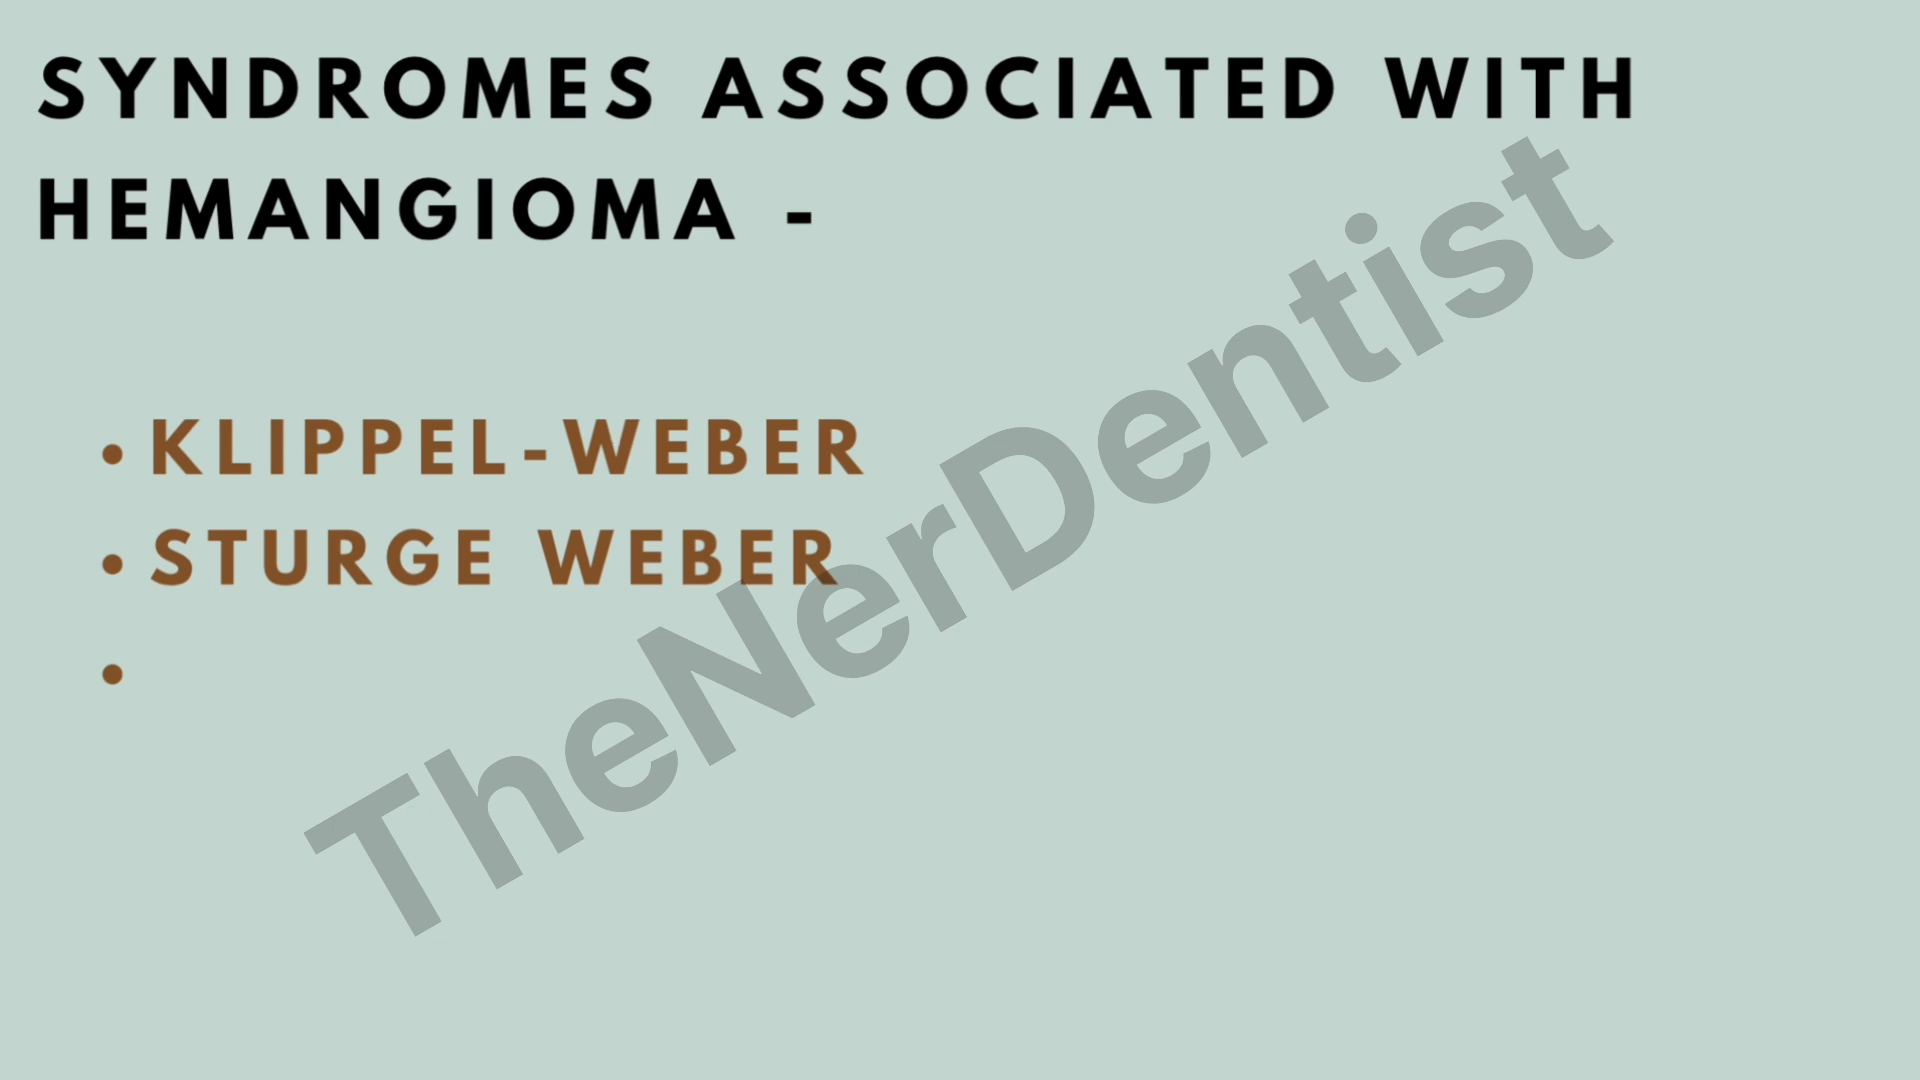 SYNDROMES ASSOCIATED WITH
HEMANGIOMA -
• KLIPPEL-WEBER
• STURGE WEBER
•
TheNerDentist